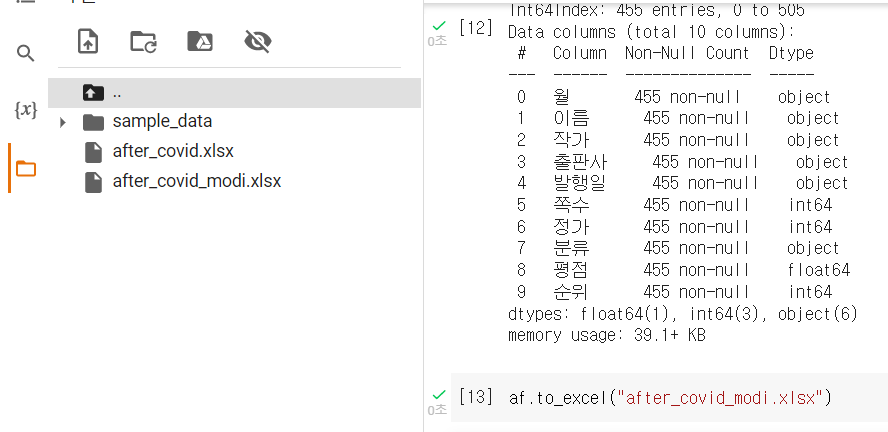 ..
sample_data
after_covid.xlsx
after_covid_modi.xlsx
{x}
[12]
0초
Int64Index: 455 entries, 0 to 505
Data columns (total 10 columns):
# Column Non-Null Count Dtype
--- ------ -------------- -----
0 월 455 non-null object
1 이름 455 non-null object
2 작가 455 non-null object
3 출판사 455 non-null object
4 발행일 455 non-null object
5 쪽수 455 non-null int64
6 정가 455 non-null int64
7 분류 455 non-null object
8 평점 455 non-null float64
9 순위 455 non-null int64
dtypes: float64(1), int64(3), object(6)
memory usage: 39.1+ KB
[13] af.to_excel("after_covid_modi.xlsx")
0초